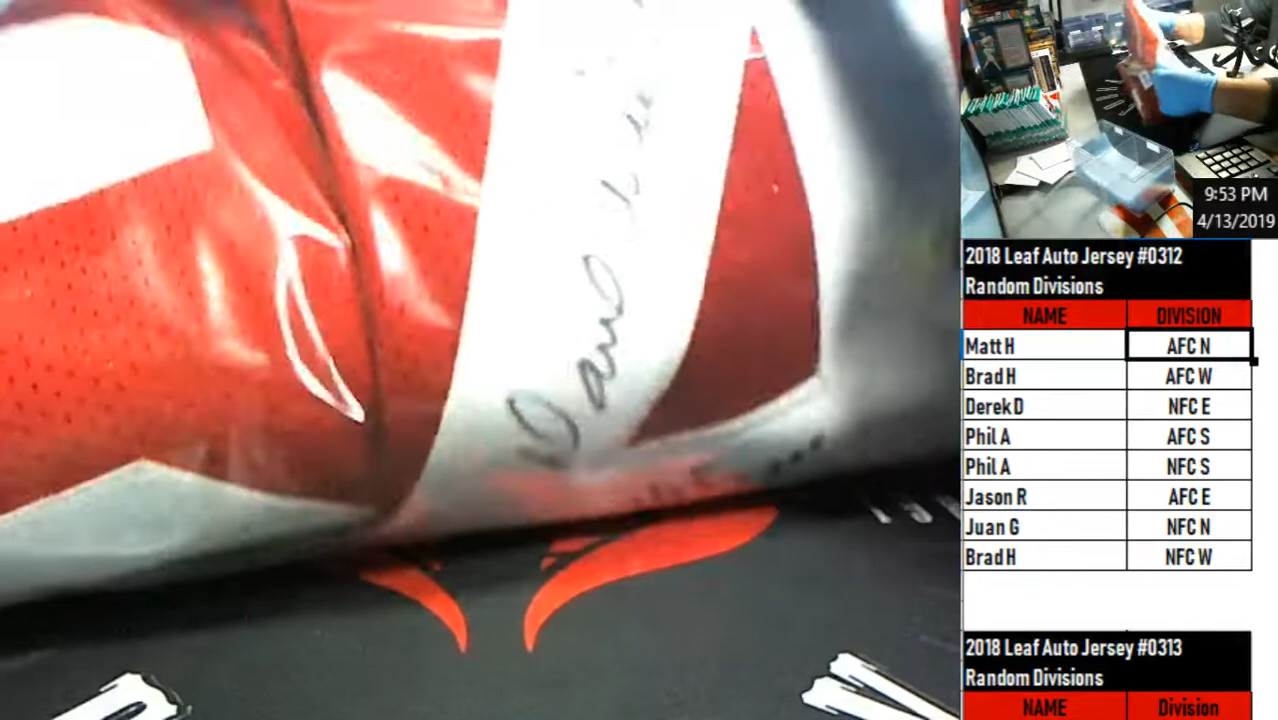 9:53 PM
4/13/2019
2018 Leaf Auto Jersey #0312
Random Divisions
NAME DIVISION
Matt H AFC N
Brad H AFC W
Derek D NFC E
Phil A AFC S
Phil A NFC S
Jason R AFC E
Juan G NFC N
Brad H NFC W
2018 Leaf Auto Jersey #0313
Random Divisions
NAME Division